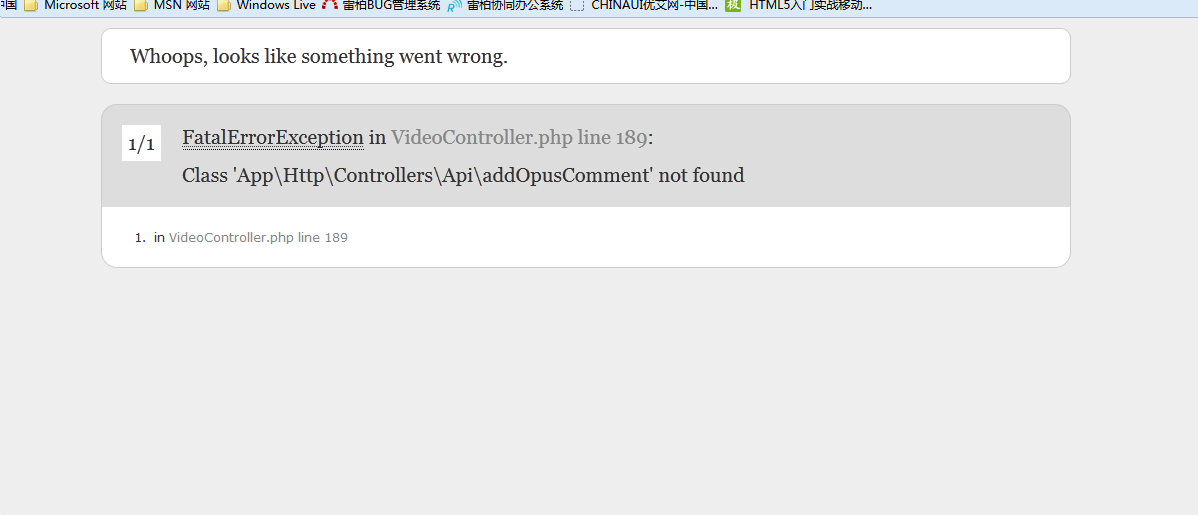 国 Microsoft 网站 MSN 网站 Windows Live 雷柏BUG管理系统 雷柏协同办公系统 CHINAUI优文网-中国... HTML5入门实战移动...
Whoops, looks like something went wrong.
1/1 FatalErrorException in VideoController.php line 189:
Class 'App\Http\Controllers\Api\addOpusComment' not found
1. in VideoController.php line 189